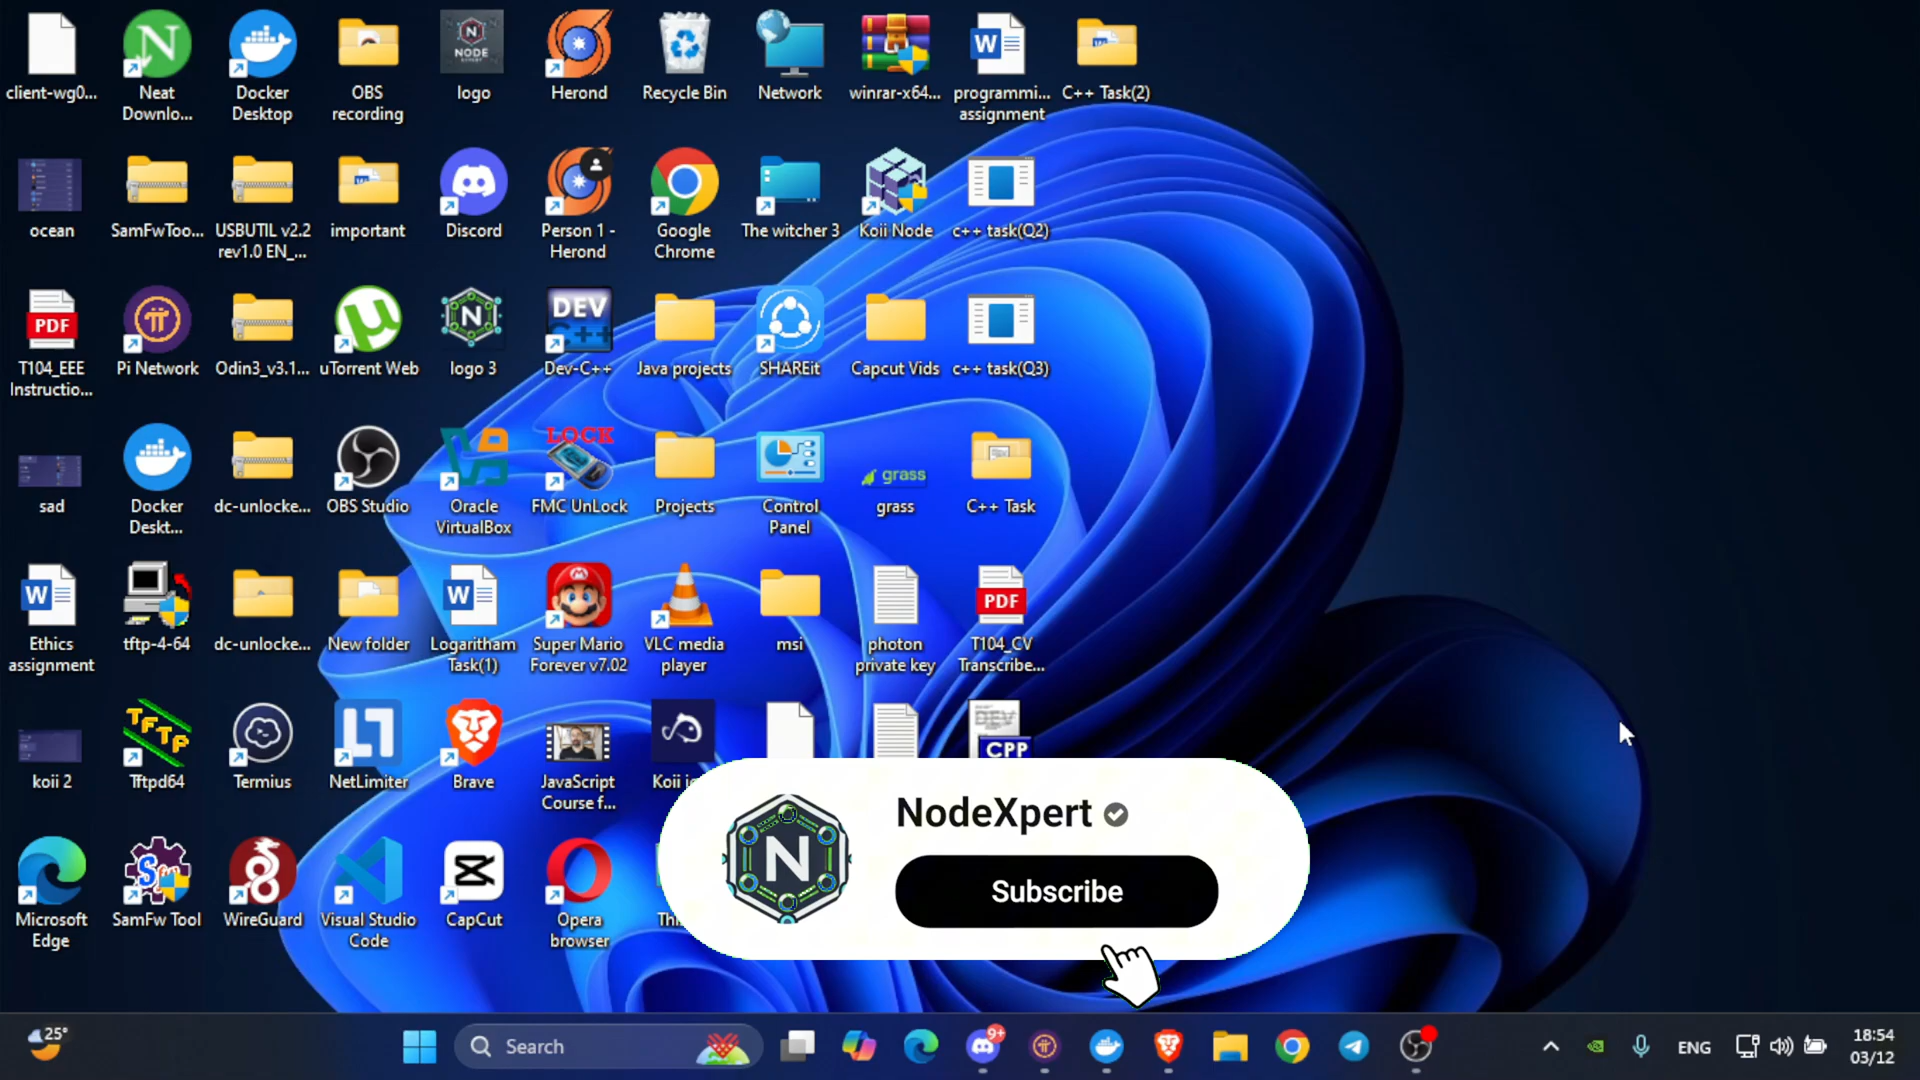 client-wg0...
Neat
Downlo...
Docker
Desktop
OBS
recording
NODE
logo
Herond
Recycle Bin
Network
winrar-x64...
programmi...
assignment
C++ Task(2)
ocean
SamFwToo...
USBUTIL v2.2
rev1.0 EN_...
important
Discord
Person 1 -
Herond
Google
Chrome
The witcher 3
Koii Node
c++ task(Q2)
PDF
T104_EEE
Instructio...
Pi Network
Odin3_v3.1...
uTorrent Web
N
logo 3
DEV
C++
Dev-C++
Java projects
SHAREit
Capcut Vids
c++ task(Q3)
sad
Docker
Deskt...
dc-unlocke...
OBS Studio
Oracle
VirtualBox
LOCK
FMC UnLock
Projects
Control
Panel
grass
grass
C++ Task
W
Ethics
assignment
tftp-4-64
dc-unlocke...
New folder
W
Logaritham
Task(1)
Super Mario
Forever v7.02
VLC media
player
msi
photon
private key
PDF
T104_CV
Transcribe...
koii 2
TFTP
Tftpd64
Termius
NetLimiter
Brave
JavaScript
Course f...
Koii
DEV
CPP
Microsoft
Edge
SamFw Tool
WireGuard
Visual Studio
Code
CapCut
Opera
browser
N
NodeXpert
Subscribe
25°
Search
9+
ENG
18:54
03/12